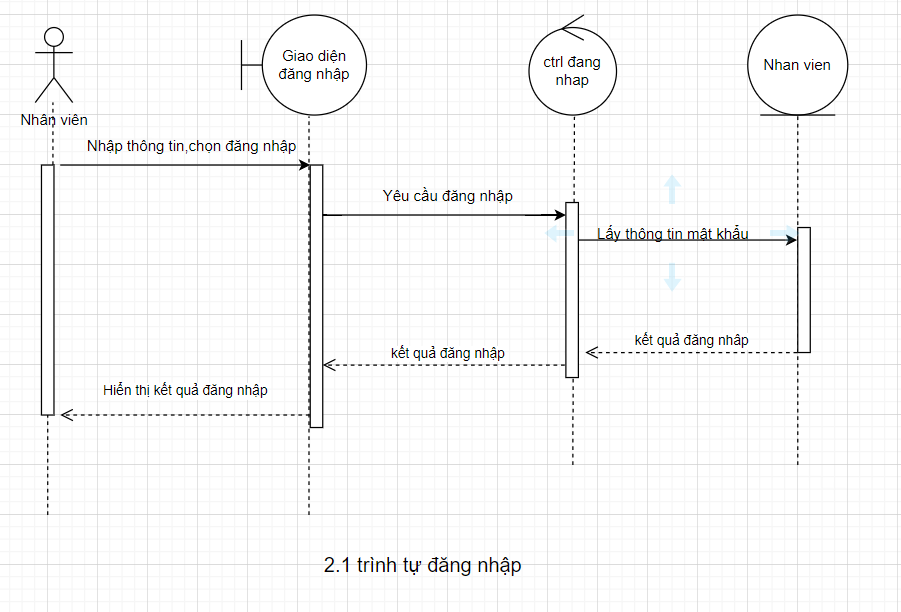 Giao diện
đăng nhập
ctrl đang
nhap
Nhan vien
Nhân viên
Nhập thông tin,chọn đăng nhập
Yêu cầu đăng nhập
Lấy thông tin mật khẩu
kết quả đăng nhâp
kết quả đăng nhập
Hiển thị kết quả đăng nhập
2.1 trình tự đăng nhập